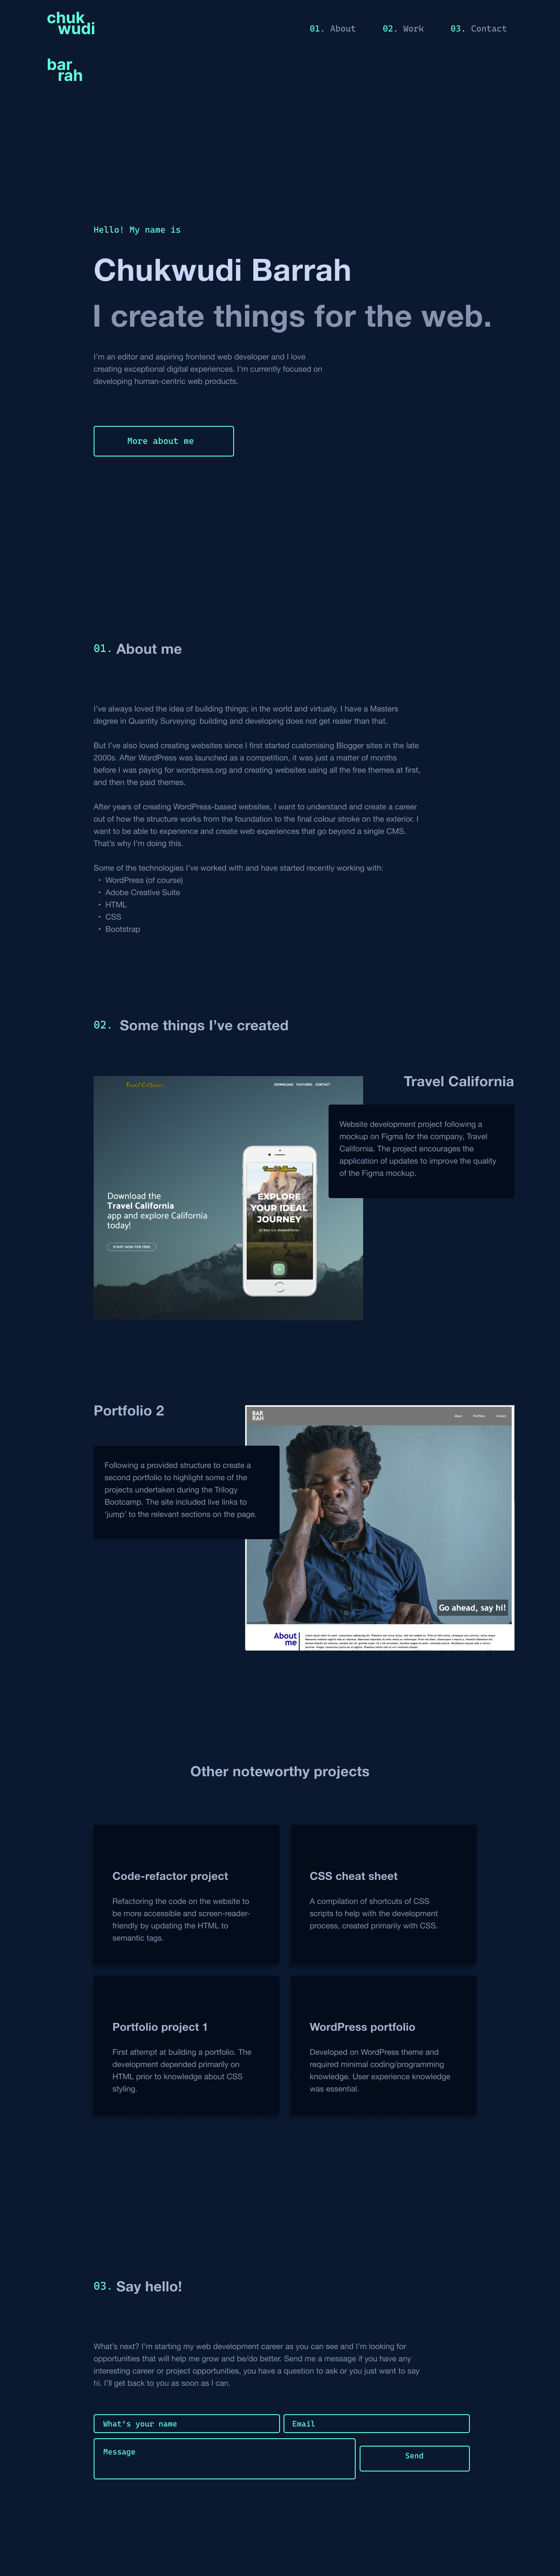 chuk
wudi
bar
rah
01. About 02. Work 03. Contact
Hello! My name is
Chukwudi Barrah
I create things for the web.
I'm an editor and aspiring frontend web developer and I love
creating exceptional digital experiences. I'm currently focused on
developing human-centric web products.
More about me
01. About me
I've always loved the idea of building things; in the world and virtually. I have a Masters
degree in Quantity Surveying: building and developing does not get realer than that.
But I've also loved creating websites since I first started customising Blogger sites in the late
2000s. After WordPress was launched as a competition, it was just a matter of months
before I was paying for wordpress.org and creating websites using all the free themes at first,
and then the paid themes.
After years of creating WordPress-based websites, I want to understand and create a career
out of how the structure works from the foundation to the final colour stroke on the exterior. I
want to be able to experience and create web experiences that go beyond a single CMS.
That's why I'm doing this.
Some of the technologies I've worked with and have started recently working with:
• WordPress (of course)
• Adobe Creative Suite
• HTML
• CSS
• Bootstrap
02. Some things I've created
Travel California
DOWNLOAD FEATURES CONTACT
Download the
Travel California
app and explore California
today!
START NOW FOR FREE
Travel California
EXPLORE
YOUR IDEAL
JOURNEY
Travel California
Website development project following a
mockup on Figma for the company, Travel
California. The project encourages the
application of updates to improve the quality
of the Figma mockup.
Portfolio 2
Following a provided structure to create a
second portfolio to highlight some of the
projects undertaken during the Trilogy
Bootcamp. The site included live links to
'jump' to the relevant sections on the page.
BAR
RAH
About Portfolio Contact
Go ahead, say hi!
About
me
Other noteworthy projects
Code-refactor project
Refactoring the code on the website to
be more accessible and screen-reader-
friendly by updating the HTML to
semantic tags.
CSS cheat sheet
A compilation of shortcuts of CSS
scripts to help with the development
process, created primarily with CSS.
Portfolio project 1
First attempt at building a portfolio. The
development depended primarily on
HTML prior to knowledge about CSS
styling.
WordPress portfolio
Developed on WordPress theme and
required minimal coding/programming
knowledge. User experience knowledge
was essential.
03. Say hello!
What's next? I'm starting my web development career as you can see and I'm looking for
opportunities that will help me grow and be/do better. Send me a message if you have any
interesting career or project opportunities, you have a question to ask or you just want to say
hi. I'll get back to you as soon as I can.
What's your name
Email
Message
Send